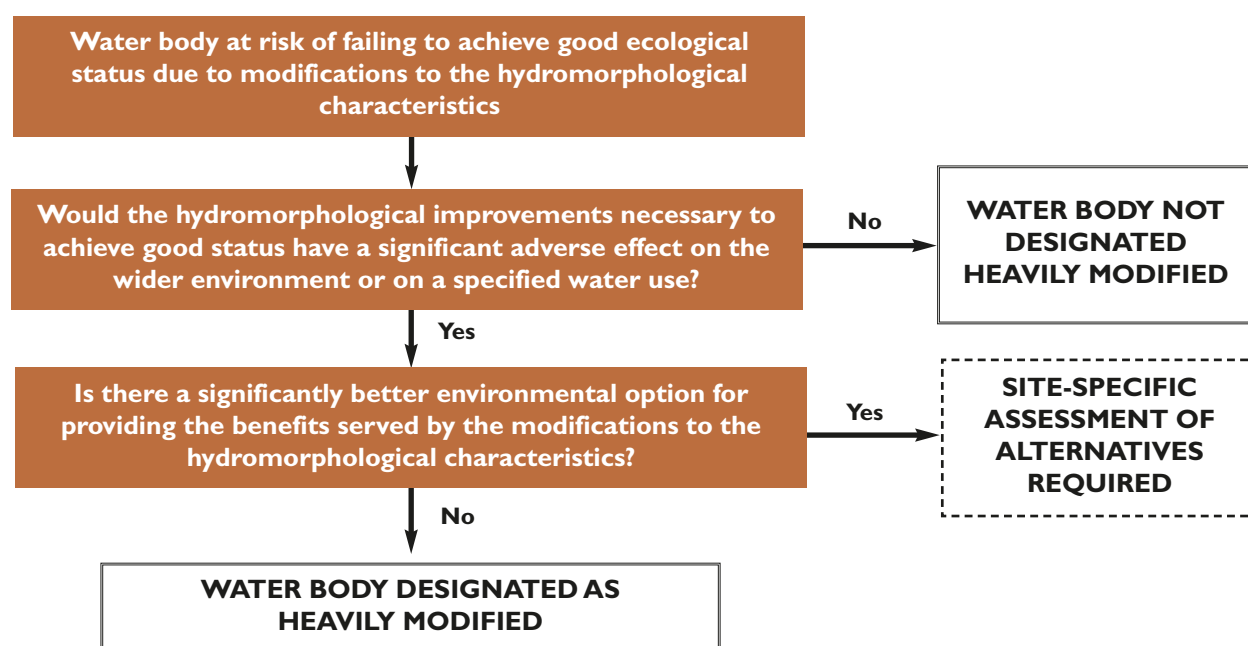 Water body at risk of failing to achieve good ecological
status due to modifications to the hydromorphological
characteristics
Would the hydromorphological improvements necessary to
achieve good status have a significant adverse effect on the
wider environment or on a specified water use?
No
WATER BODY NOT
DESIGNATED
HEAVILY MODIFIED
Yes
Is there a significantly better environmental option for
providing the benefits served by the modifications to the
hydromorphological characteristics?
Yes
SITE-SPECIFIC
ASSESSMENT OF
ALTERNATIVES
REQUIRED
No
WATER BODY DESIGNATED AS
HEAVILY MODIFIED